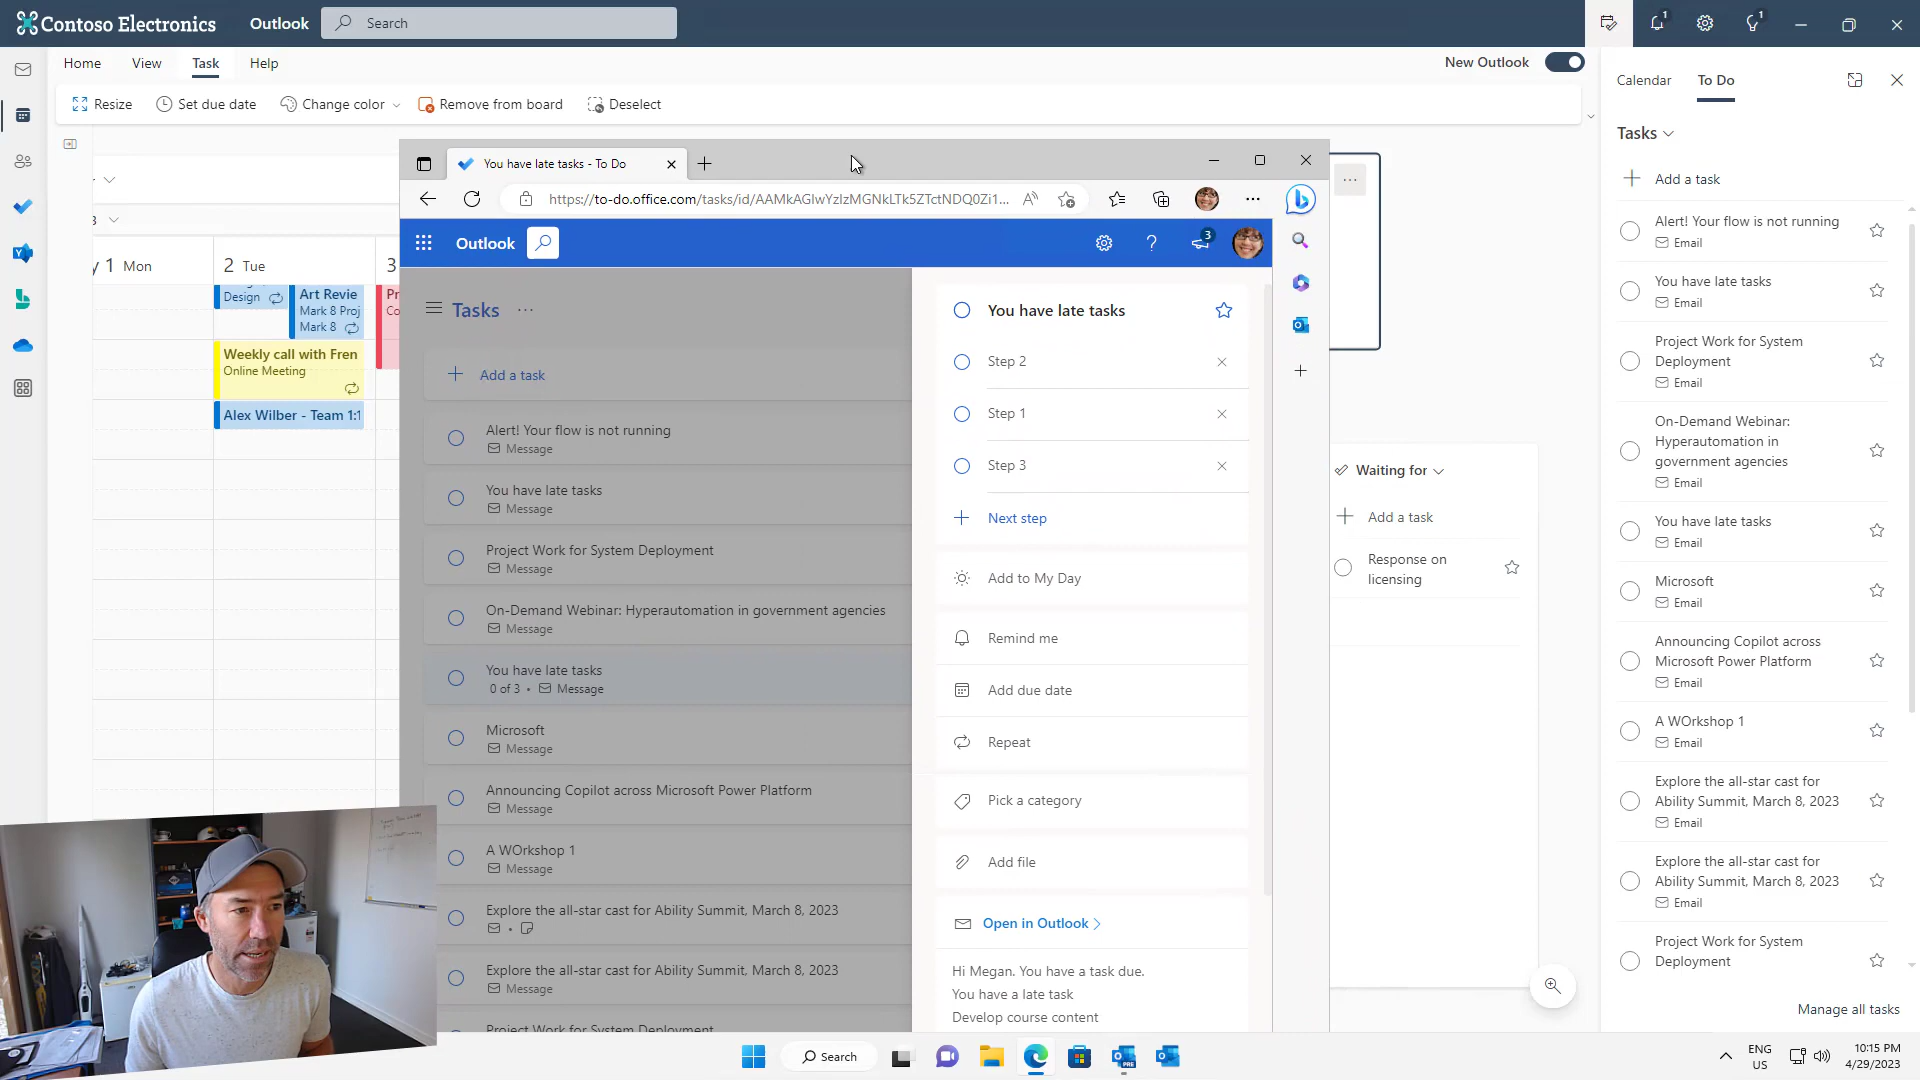 Contoso Electronics
Outlook
Search
1
1
Home
View
Task
Help
New Outlook
Resize
Set due date
Change color
Remove from board
Deselect
Mon
2 Tue
3
Design
Art Revie
Mark 8 Proj
Mark 8
Pr
Co
Weekly call with Fren
Online Meeting
Alex Wilber - Team 1:1
You have late tasks - To Do
https://to-do.office.com/tasks/id/AAMkAGIwYzIzMGNkLTk5ZTctNDQ0Zi1...
Outlook
3
Tasks
Add a task
Alert! Your flow is not running
Message
You have late tasks
Message
Project Work for System Deployment
Message
On-Demand Webinar: Hyperautomation in government agencies
Message
You have late tasks
0 of 3 • Message
Microsoft
Message
Announcing Copilot across Microsoft Power Platform
Message
A WOrkshop 1
Message
Explore the all-star cast for Ability Summit, March 8, 2023
Explore the all-star cast for Ability Summit, March 8, 2023
Message
Project Work for System Deployment
You have late tasks
Step 2
Step 1
Step 3
Next step
Add to My Day
Remind me
Add due date
Repeat
Pick a category
Add file
Open in Outlook
Hi Megan. You have a task due.
You have a late task
Develop course content
Waiting for
Add a task
Response on
licensing
Calendar
To Do
Tasks
Add a task
Alert! Your flow is not running
Email
You have late tasks
Email
Project Work for System
Deployment
Email
On-Demand Webinar:
Hyperautomation in
government agencies
Email
You have late tasks
Email
Microsoft
Email
Announcing Copilot across
Microsoft Power Platform
Email
A WOrkshop 1
Email
Explore the all-star cast for
Ability Summit, March 8, 2023
Email
Explore the all-star cast for
Ability Summit, March 8, 2023
Email
Project Work for System
Deployment
Manage all tasks
Search
PRE
ENG
US
10:15 PM
4/29/2023